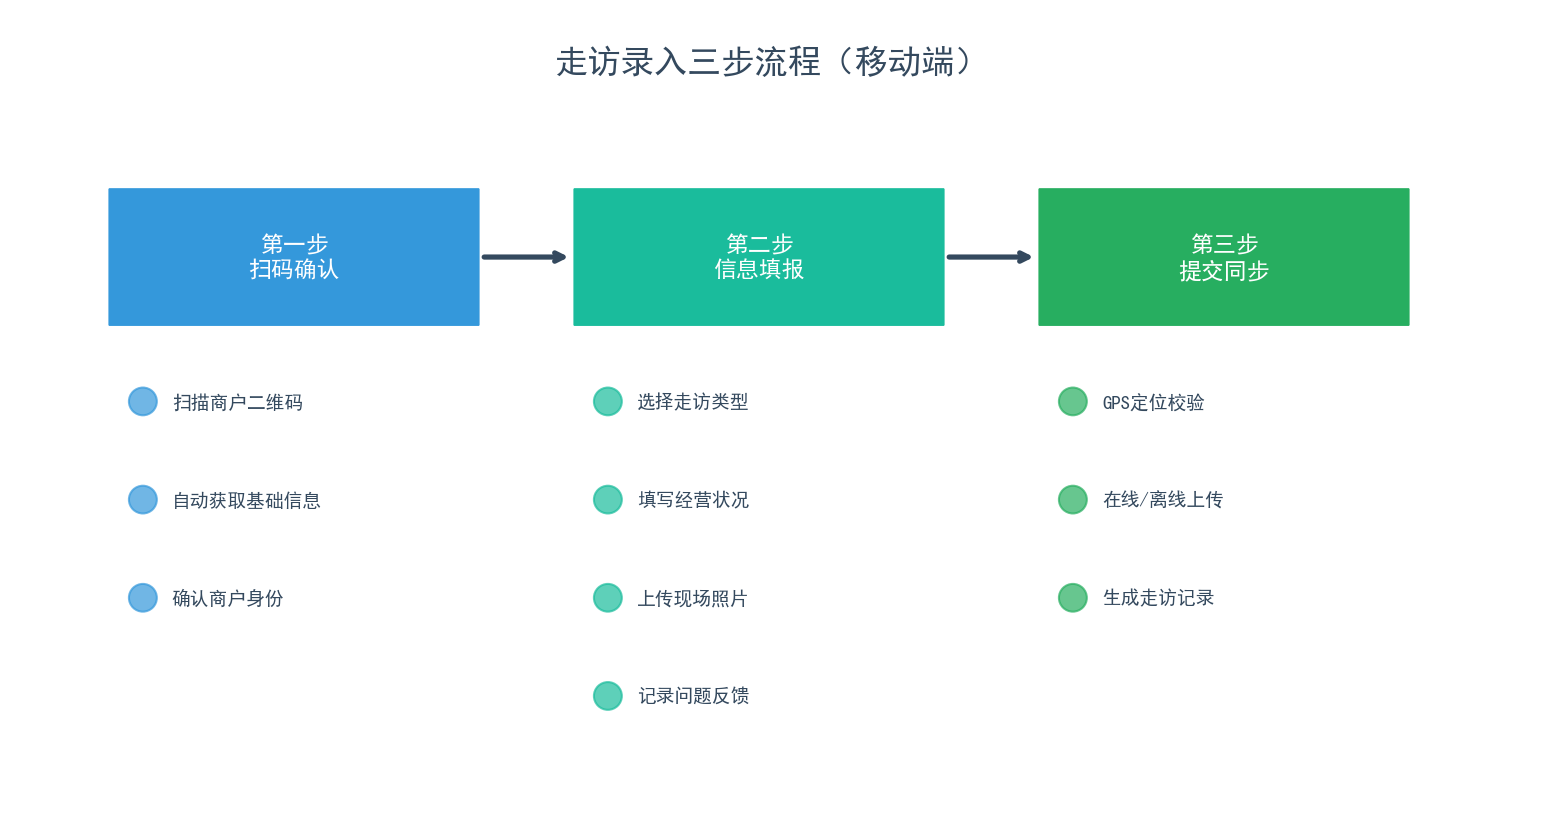 走访录入三步流程（移动端）
第一步
扫码确认
第二步
信息填报
第三步
提交同步
扫描商户二维码
自动获取基础信息
确认商户身份
选择走访类型
填写经营状况
上传现场照片
记录问题反馈
GPS定位校验
在线/离线上传
生成走访记录